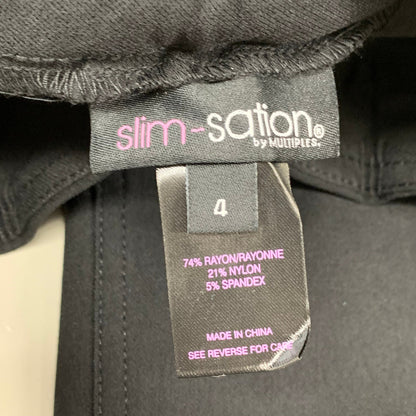 slim-sation®
by MULTIPLES®
4
74% RAYON/RAYONNE
21% NYLON
5% SPANDEX
MADE IN CHINA
SEE REVERSE FOR CARE